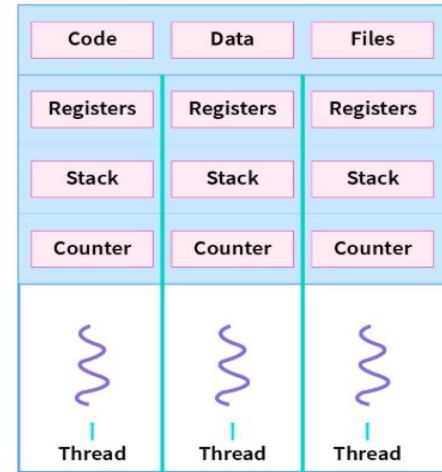 Code Data Files
Registers Registers Registers
Stack Stack Stack
Counter Counter Counter
Thread Thread Thread